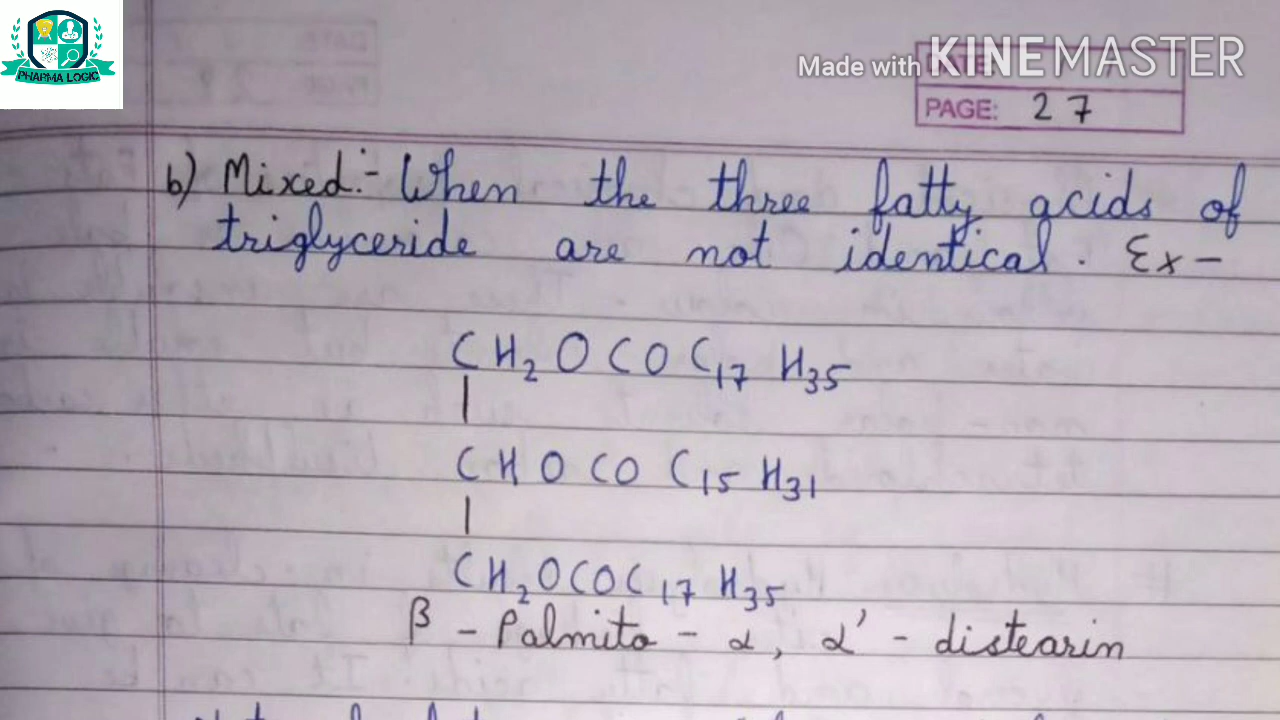 PHARMA LOGIC
Made with KINEMASTER
PAGE: 27
b) Mixed:- When the three fatty acids of
triglyceride are not identical. Ex-
CH₂OCOC₁₇H₃₅
|
CHOCOC₁₅H₃₁
|
CH₂OCOC₁₇H₃₅
β - Palmito - α, α' - distearin